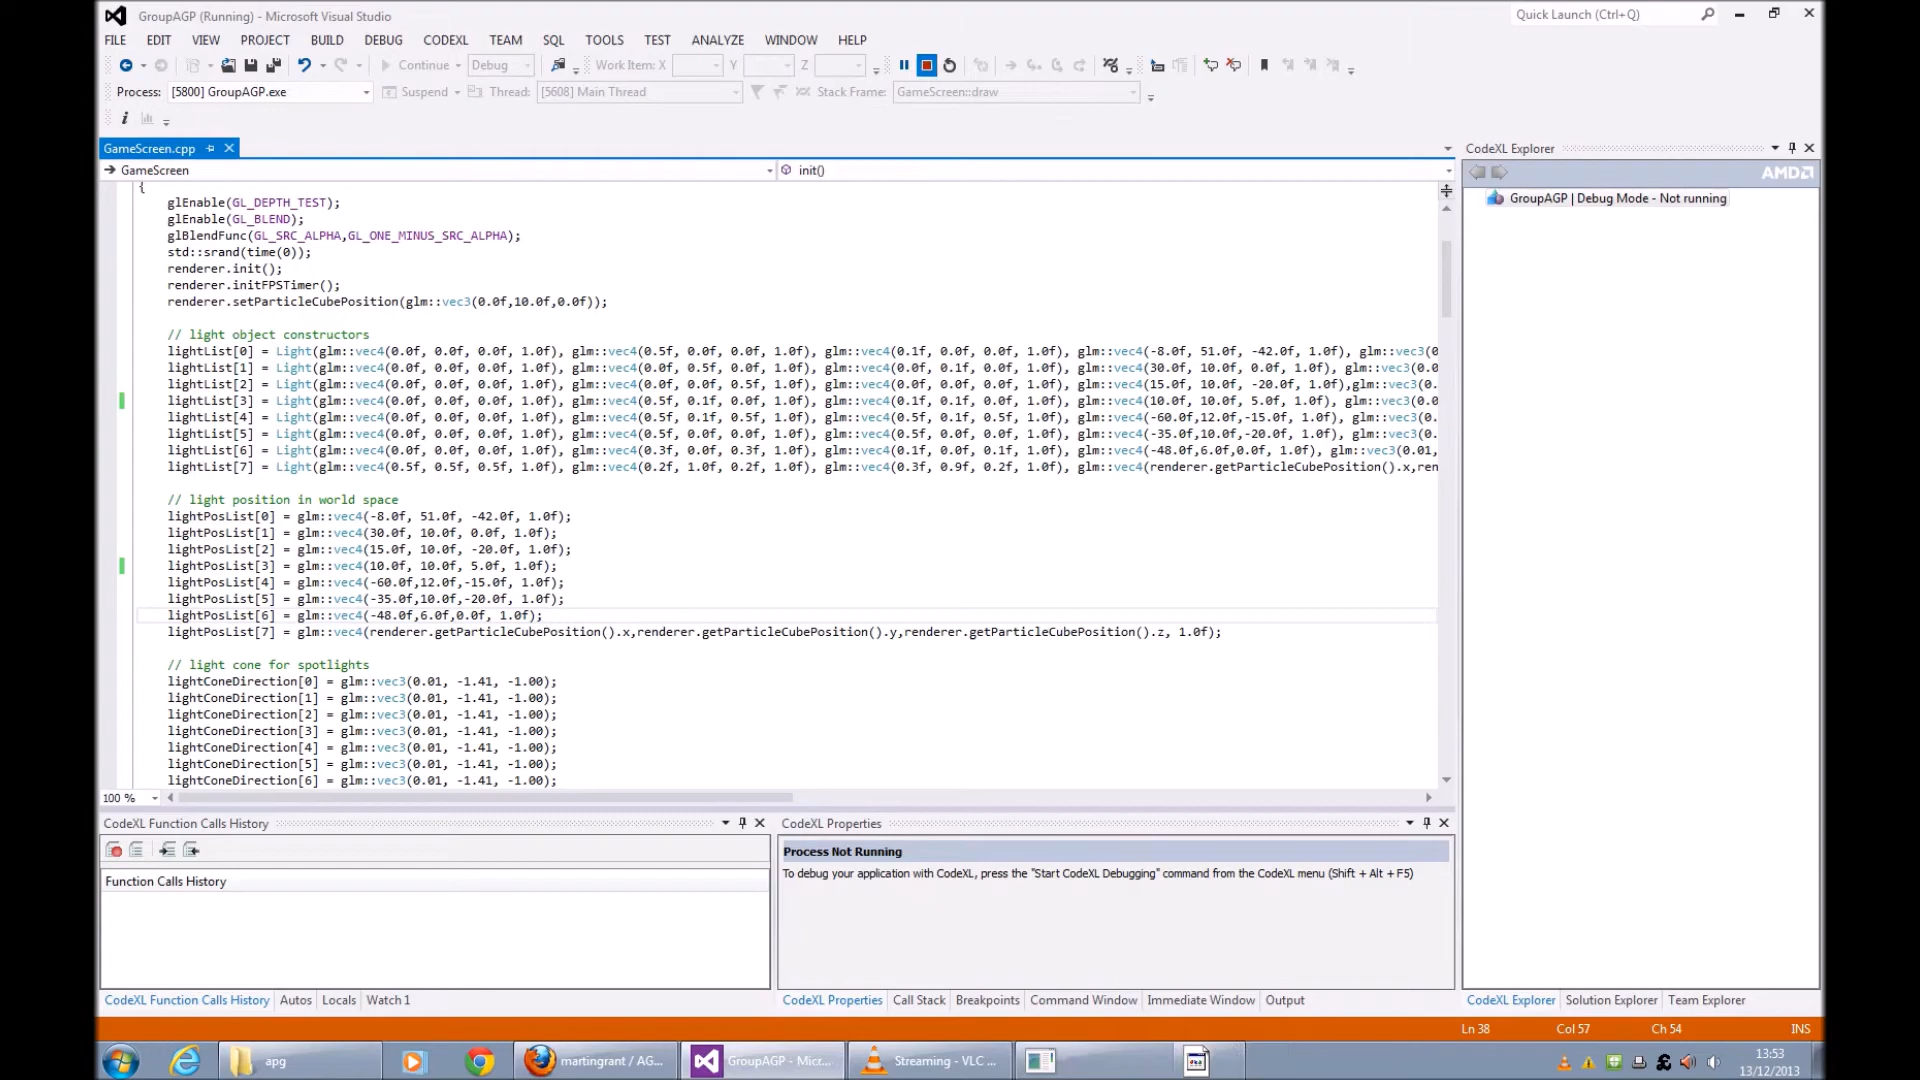 GroupAGP (Running) - Microsoft Visual Studio
Quick Launch (Ctrl+Q)
FILE EDIT VIEW PROJECT BUILD DEBUG CODEXL TEAM SQL TOOLS TEST ANALYZE WINDOW HELP
Continue Debug Work Item: X Y Z
Process: [5800] GroupAGP.exe Suspend Thread: [5608] Main Thread Stack Frame: GameScreen::draw
GameScreen.cpp
GameScreen init()
{
glEnable(GL_DEPTH_TEST);
glEnable(GL_BLEND);
glBlendFunc(GL_SRC_ALPHA,GL_ONE_MINUS_SRC_ALPHA);
std::srand(time(0));
renderer.init();
renderer.initFPSTimer();
renderer.setParticleCubePosition(glm::vec3(0.0f,10.0f,0.0f));
// light object constructors
lightList[0] = Light(glm::vec4(0.0f, 0.0f, 0.0f, 1.0f), glm::vec4(0.5f, 0.0f, 0.0f, 1.0f), glm::vec4(0.1f, 0.0f, 0.0f, 1.0f), glm::vec4(-8.0f, 51.0f, -42.0f, 1.0f), glm::vec3(0
lightList[1] = Light(glm::vec4(0.0f, 0.0f, 0.0f, 1.0f), glm::vec4(0.0f, 0.5f, 0.0f, 1.0f), glm::vec4(0.0f, 0.1f, 0.0f, 1.0f), glm::vec4(30.0f, 10.0f, 0.0f, 1.0f), glm::vec3(0.0
lightList[2] = Light(glm::vec4(0.0f, 0.0f, 0.0f, 1.0f), glm::vec4(0.0f, 0.0f, 0.5f, 1.0f), glm::vec4(0.0f, 0.0f, 0.0f, 1.0f), glm::vec4(15.0f, 10.0f, -20.0f, 1.0f),glm::vec3(0.
lightList[3] = Light(glm::vec4(0.0f, 0.0f, 0.0f, 1.0f), glm::vec4(0.5f, 0.1f, 0.0f, 1.0f), glm::vec4(0.1f, 0.1f, 0.0f, 1.0f), glm::vec4(10.0f, 10.0f, 5.0f, 1.0f), glm::vec3(0.0
lightList[4] = Light(glm::vec4(0.0f, 0.0f, 0.0f, 1.0f), glm::vec4(0.5f, 0.1f, 0.5f, 1.0f), glm::vec4(0.5f, 0.1f, 0.5f, 1.0f), glm::vec4(-60.0f,12.0f,-15.0f, 1.0f), glm::vec3(0.
lightList[5] = Light(glm::vec4(0.0f, 0.0f, 0.0f, 1.0f), glm::vec4(0.5f, 0.0f, 0.0f, 1.0f), glm::vec4(0.5f, 0.0f, 0.0f, 1.0f), glm::vec4(-35.0f,10.0f,-20.0f, 1.0f), glm::vec3(0.
lightList[6] = Light(glm::vec4(0.0f, 0.0f, 0.0f, 1.0f), glm::vec4(0.3f, 0.0f, 0.3f, 1.0f), glm::vec4(0.1f, 0.0f, 0.1f, 1.0f), glm::vec4(-48.0f,6.0f,0.0f, 1.0f), glm::vec3(0.01,
lightList[7] = Light(glm::vec4(0.5f, 0.5f, 0.5f, 1.0f), glm::vec4(0.2f, 1.0f, 0.2f, 1.0f), glm::vec4(0.3f, 0.9f, 0.2f, 1.0f), glm::vec4(renderer.getParticleCubePosition().x,ren
// light position in world space
lightPosList[0] = glm::vec4(-8.0f, 51.0f, -42.0f, 1.0f);
lightPosList[1] = glm::vec4(30.0f, 10.0f, 0.0f, 1.0f);
lightPosList[2] = glm::vec4(15.0f, 10.0f, -20.0f, 1.0f);
lightPosList[3] = glm::vec4(10.0f, 10.0f, 5.0f, 1.0f);
lightPosList[4] = glm::vec4(-60.0f,12.0f,-15.0f, 1.0f);
lightPosList[5] = glm::vec4(-35.0f,10.0f,-20.0f, 1.0f);
lightPosList[6] = glm::vec4(-48.0f,6.0f,0.0f, 1.0f);
lightPosList[7] = glm::vec4(renderer.getParticleCubePosition().x,renderer.getParticleCubePosition().y,renderer.getParticleCubePosition().z, 1.0f);
// light cone for spotlights
lightConeDirection[0] = glm::vec3(0.01, -1.41, -1.00);
lightConeDirection[1] = glm::vec3(0.01, -1.41, -1.00);
lightConeDirection[2] = glm::vec3(0.01, -1.41, -1.00);
lightConeDirection[3] = glm::vec3(0.01, -1.41, -1.00);
lightConeDirection[4] = glm::vec3(0.01, -1.41, -1.00);
lightConeDirection[5] = glm::vec3(0.01, -1.41, -1.00);
lightConeDirection[6] = glm::vec3(0.01, -1.41, -1.00);
100 %
CodeXL Explorer
AMD
GroupAGP | Debug Mode - Not running
CodeXL Function Calls History
Function Calls History
CodeXL Properties
Process Not Running
To debug your application with CodeXL, press the "Start CodeXL Debugging" command from the CodeXL menu (Shift + Alt + F5)
CodeXL Function Calls History Autos Locals Watch 1
CodeXL Properties Call Stack Breakpoints Command Window Immediate Window Output
CodeXL Explorer Solution Explorer Team Explorer
Ln 38 Col 57 Ch 54 INS
apg
martingrant / AG...
GroupAGP - Micr...
Streaming - VLC ...
13:53
13/12/2013